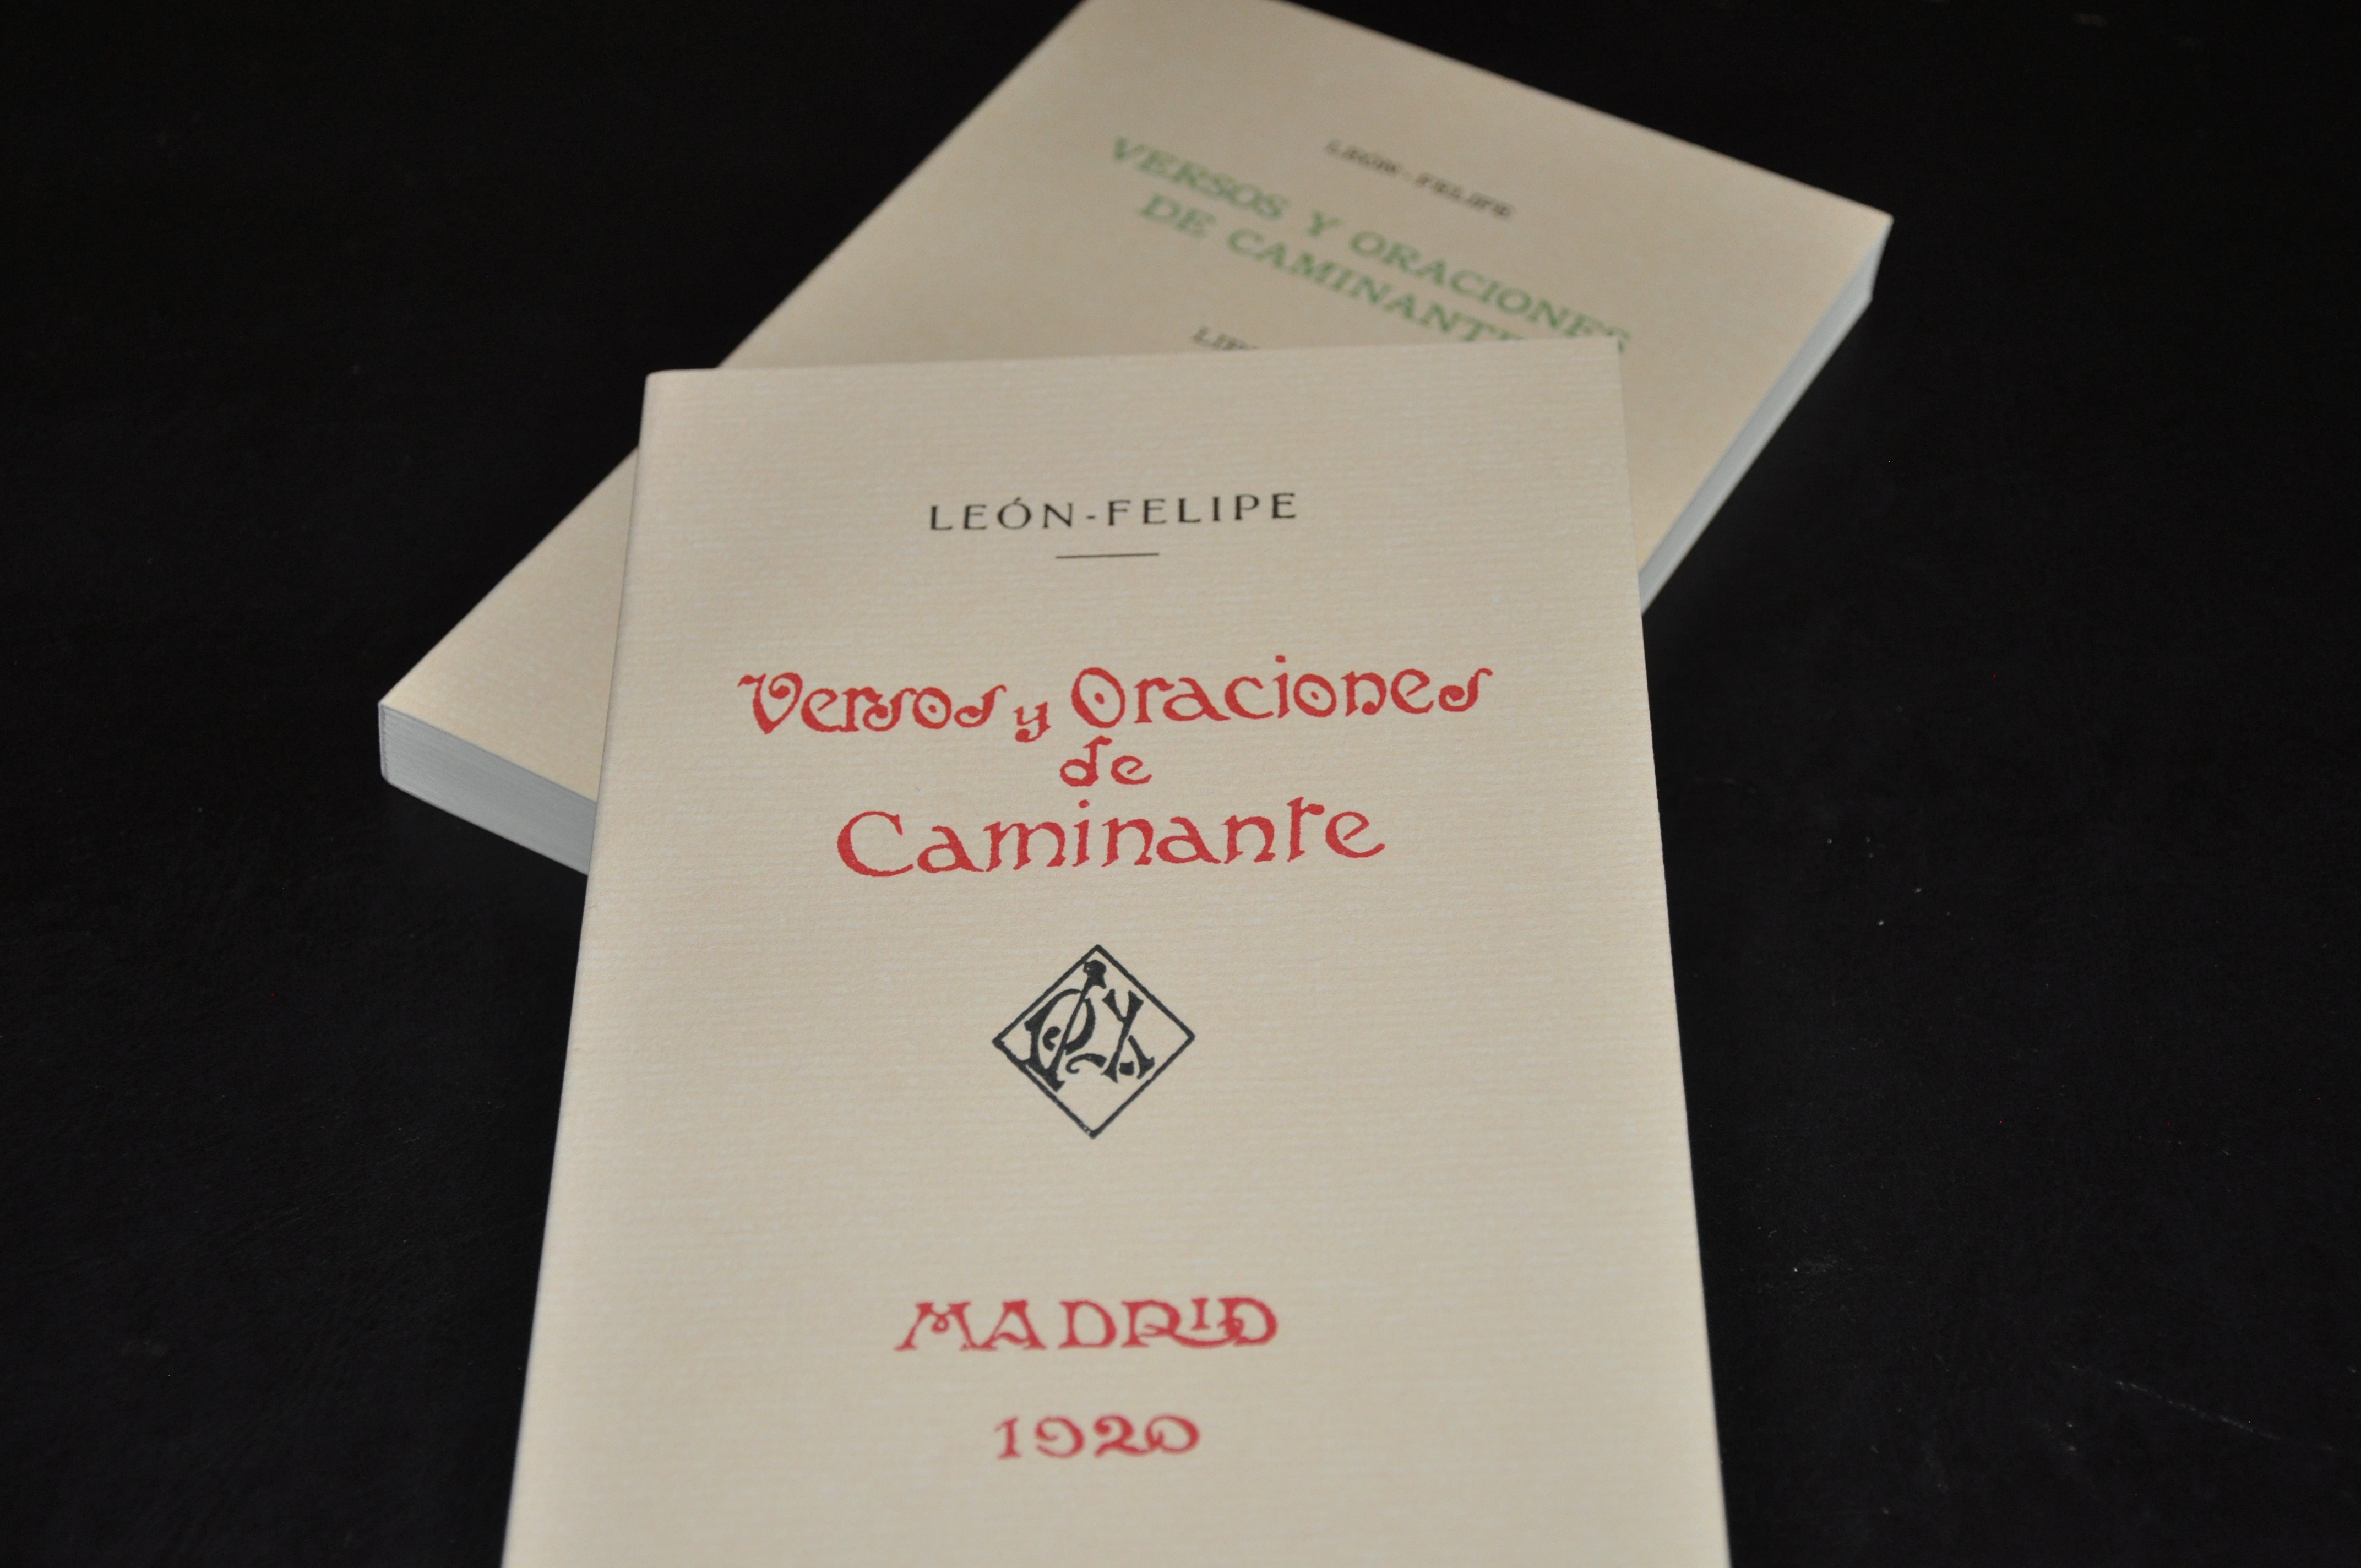 LEÓN-FELIPE
VERSOS Y ORACIONES
DE CAMINANTE
LEÓN-FELIPE
Versos y Oraciones
de
Caminante
MADRID
1920